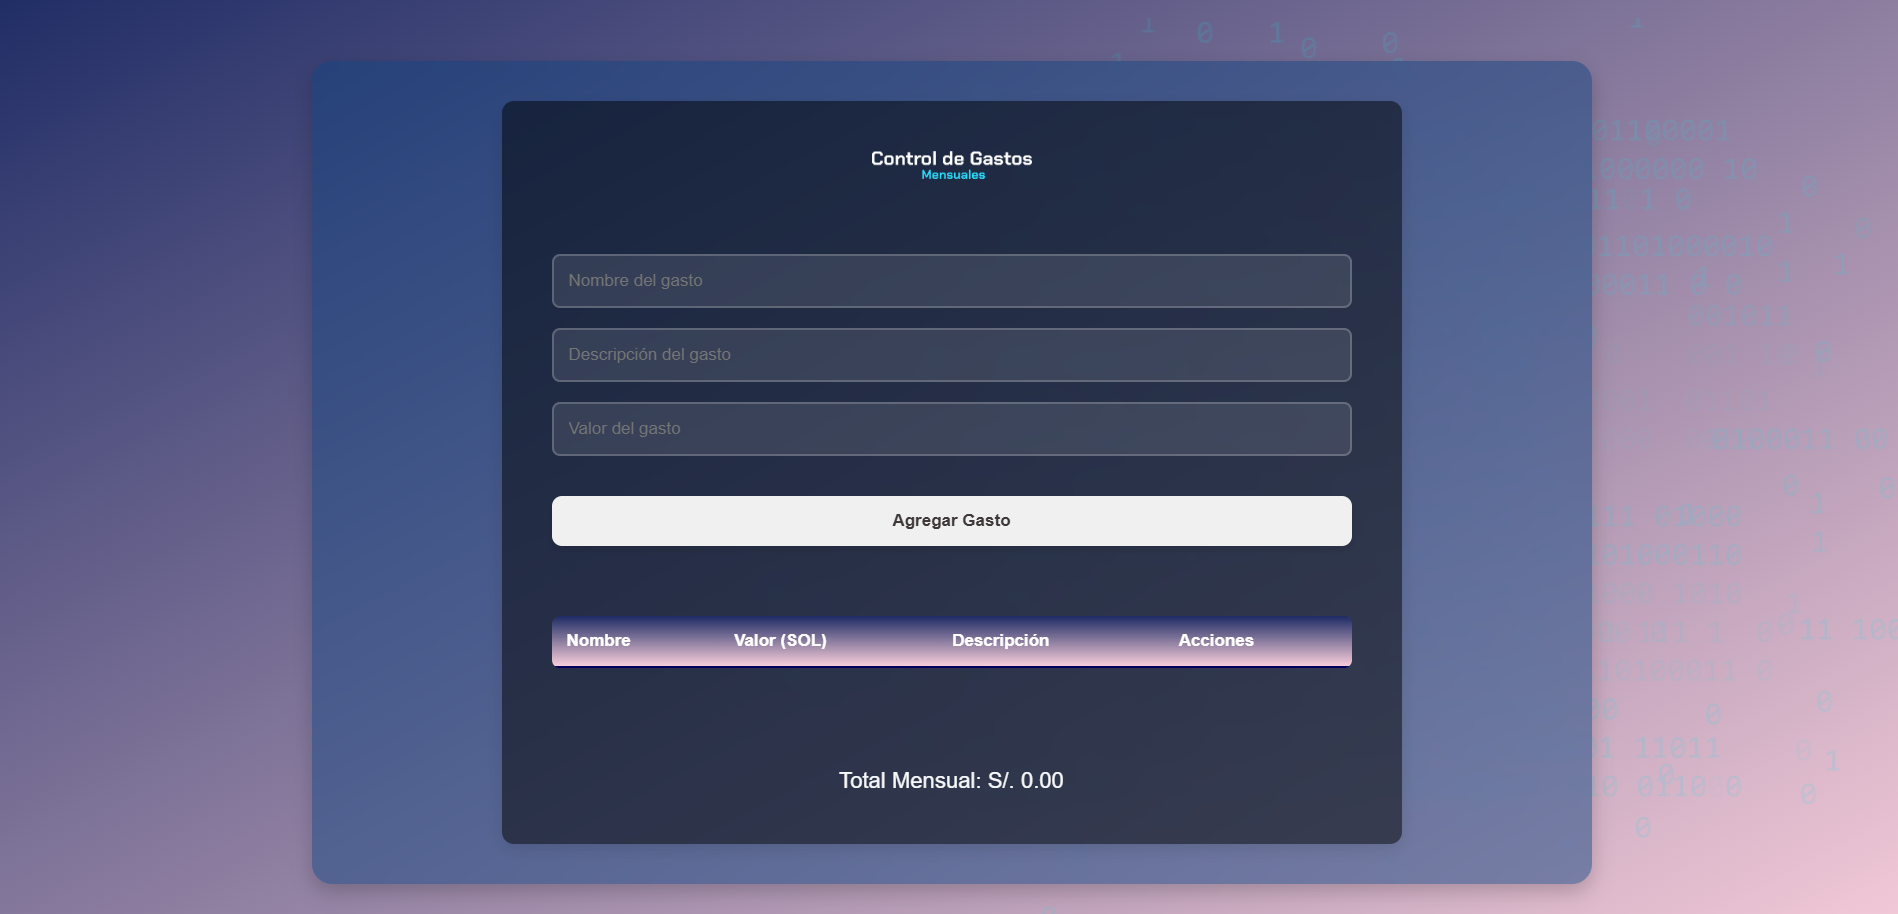 Control de Gastos
Mensuales
Nombre del gasto
Descripción del gasto
Valor del gasto
Agregar Gasto
Nombre Valor (SOL) Descripción Acciones
Total Mensual: S/. 0.00